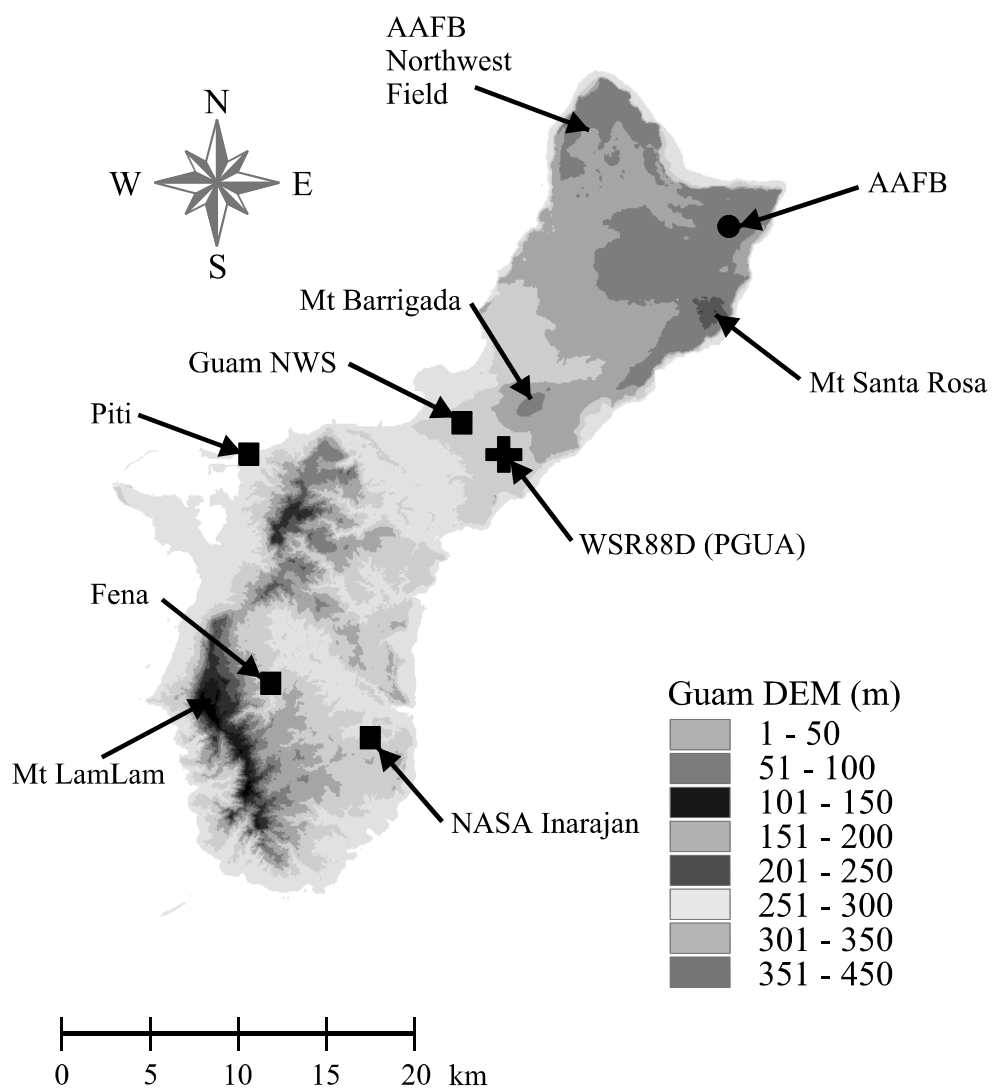 AAFB
Northwest
Field
N
W
E
S
AAFB
Mt Barrigada
Guam NWS
Mt Santa Rosa
Piti
WSR88D (PGUA)
Fena
Mt LamLam
NASA Inarajan
Guam DEM (m)
1 - 50
51 - 100
101 - 150
151 - 200
201 - 250
251 - 300
301 - 350
351 - 450
0 5 10 15 20 km